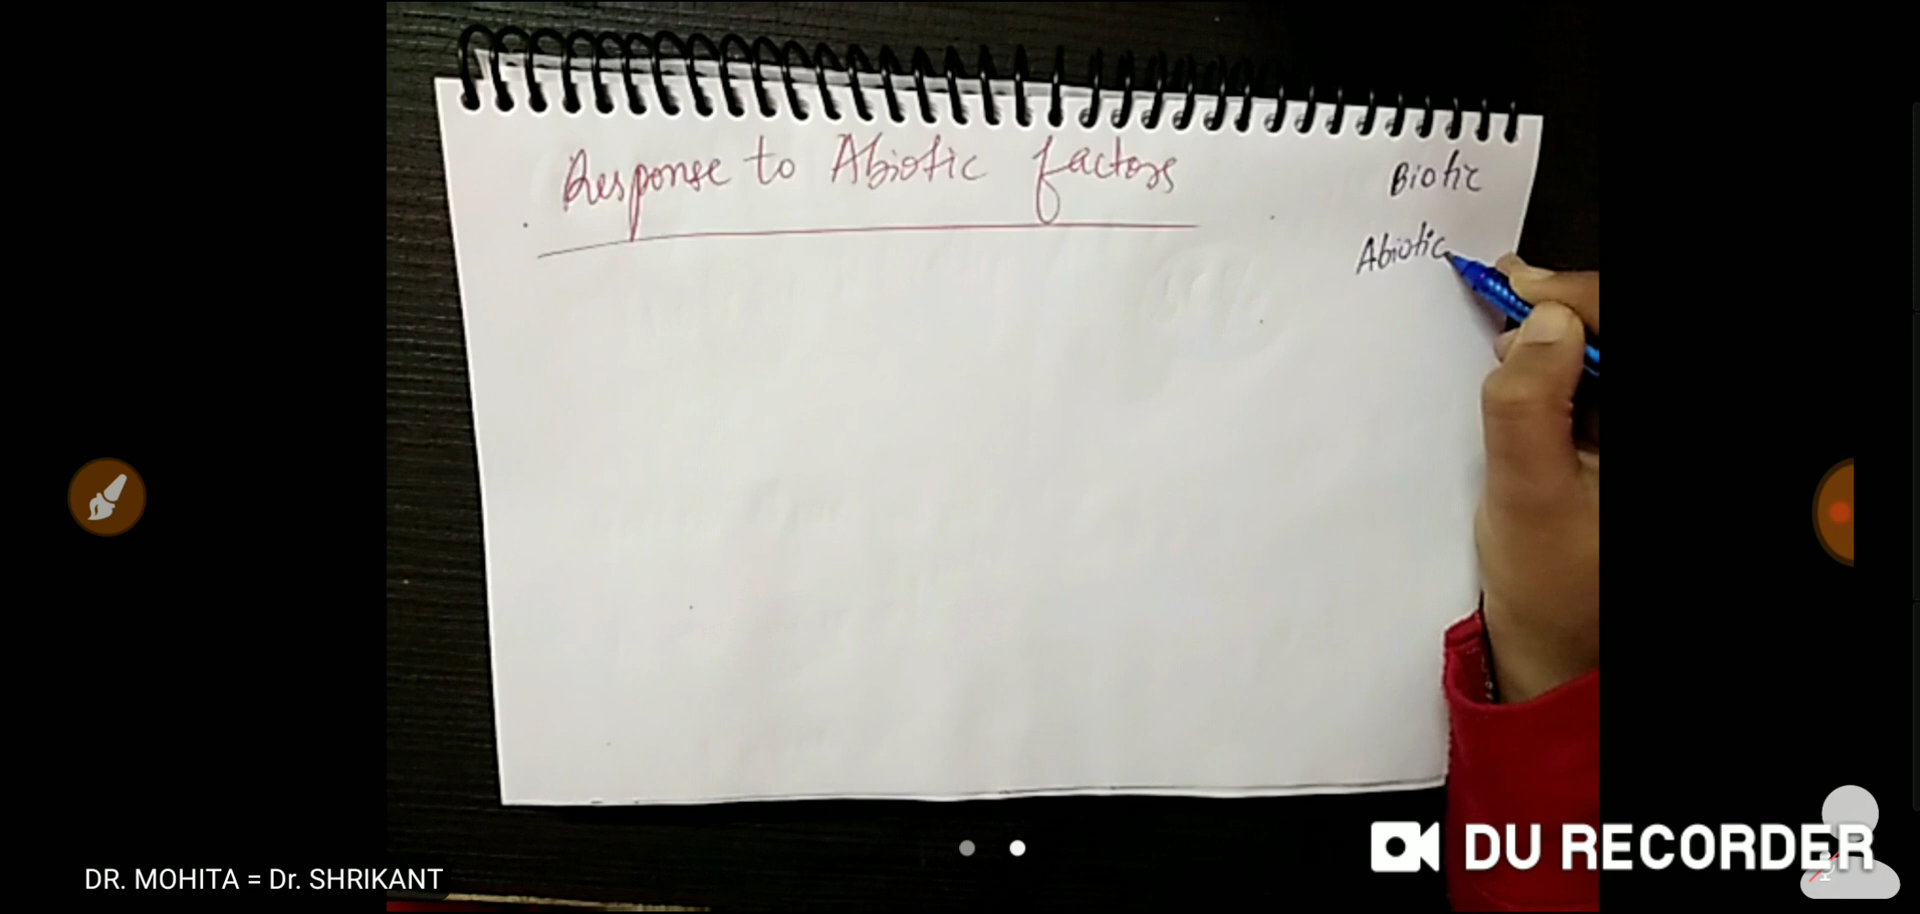 Response to Abiotic factors
Biotic
Abiotic
DU RECORDER
DR. MOHITA = Dr. SHRIKANT